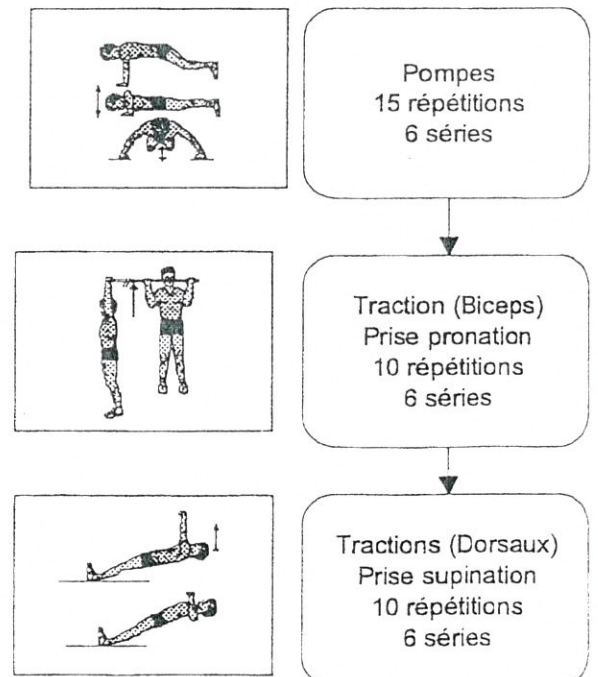 Pompes
15 répétitions
6 séries
Traction (Biceps)
Prise pronation
10 répétitions
6 séries
Tractions (Dorsaux)
Prise supination
10 répétitions
6 séries